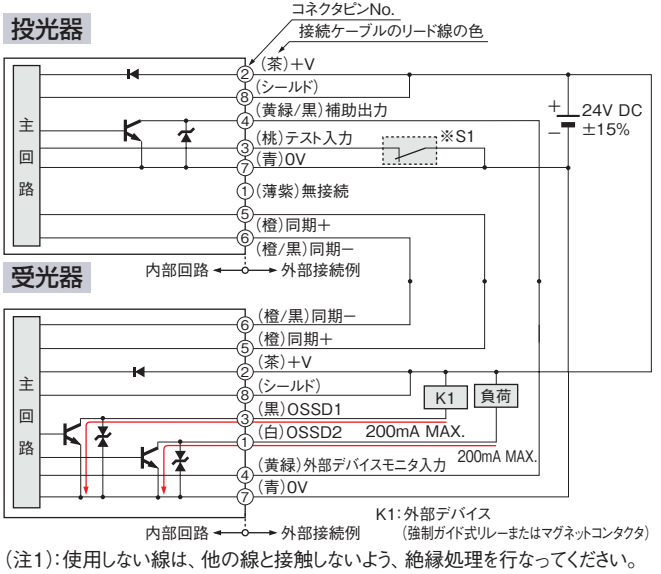 コネクタピンNo.
接続ケーブルのリード線の色
投光器
主回路
②(茶)+V
⑧(シールド)
④(黄緑/黒)補助出力
③(桃)テスト入力
※S1
⑦(青)0V
①(薄紫)無接続
⑤(橙)同期+
⑥(橙/黒)同期−
+
−
24V DC
±15%
内部回路
外部接続例
受光器
主回路
⑥(橙/黒)同期−
⑤(橙)同期+
②(茶)+V
⑧(シールド)
K1
負荷
③(黒)OSSD1
①(白)OSSD2 200mA MAX.
200mA MAX.
④(黄緑)外部デバイスモニタ入力
⑦(青)0V
K1:外部デバイス
(強制ガイド式リレーまたはマグネットコンタクタ)
内部回路
外部接続例
(注1):使用しない線は、他の線と接触しないよう、絶縁処理を行なってください。